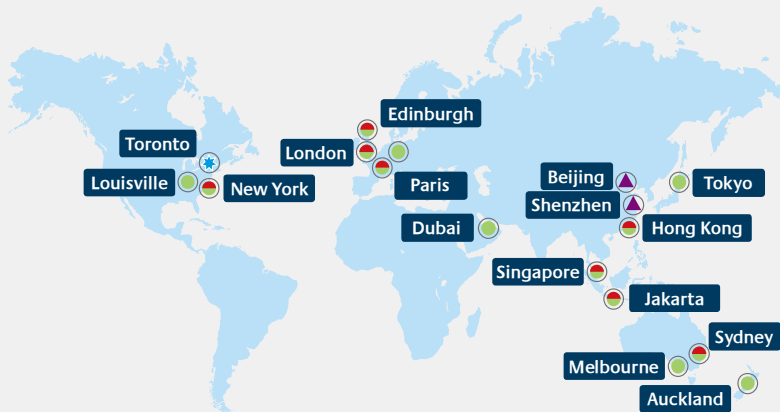 Edinburgh
Toronto
London
Louisville
New York
Paris
Beijing
Tokyo
Shenzhen
Dubai
Hong Kong
Singapore
Jakarta
Sydney
Melbourne
Auckland